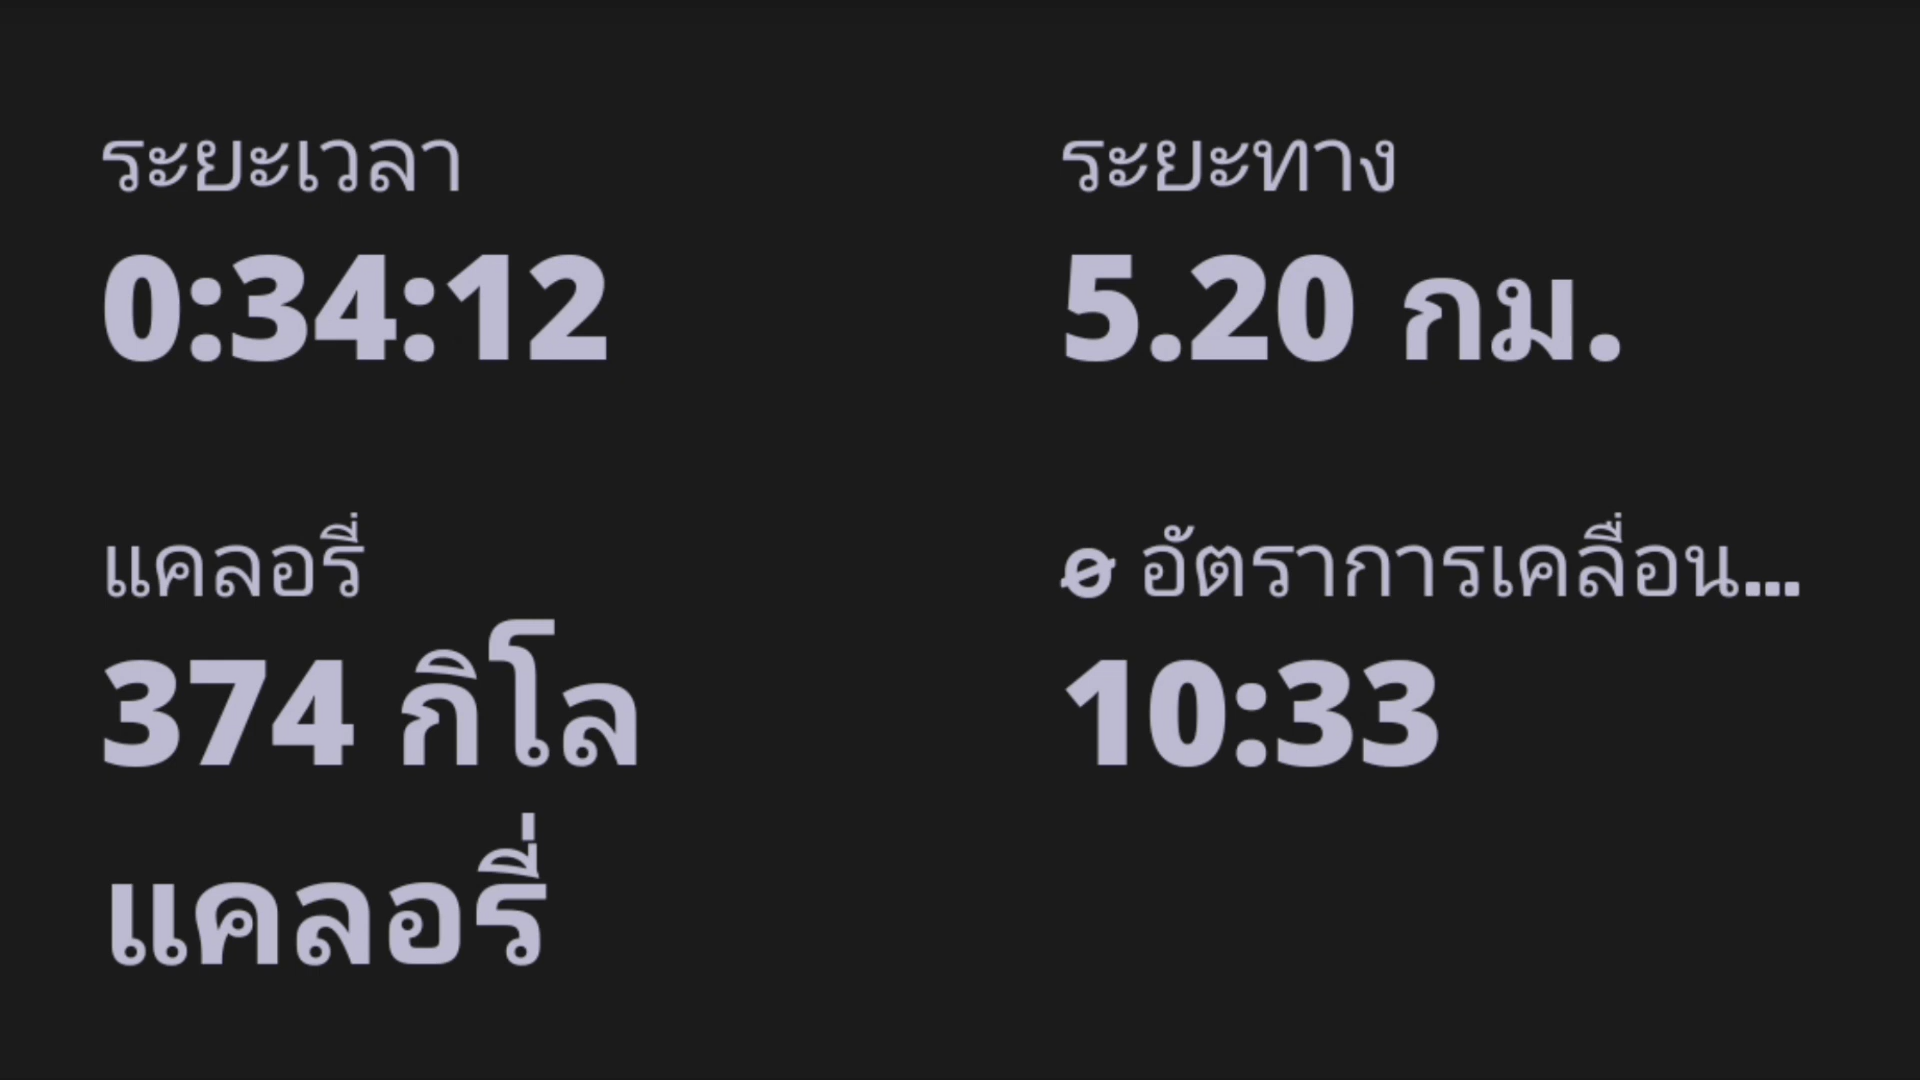 ระยะเวลา
0:34:12
ระยะทาง
5.20 กม.
แคลอรี่
374 กิโล
แคลอรี่
ø อัตราการเคลื่อน...
10:33